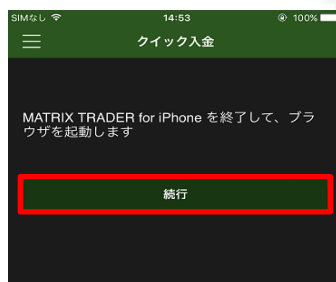 SIMなし 14:53 100%
クイック入金
MATRIX TRADER for iPhone を終了して、ブラ
ウザを起動します
続行